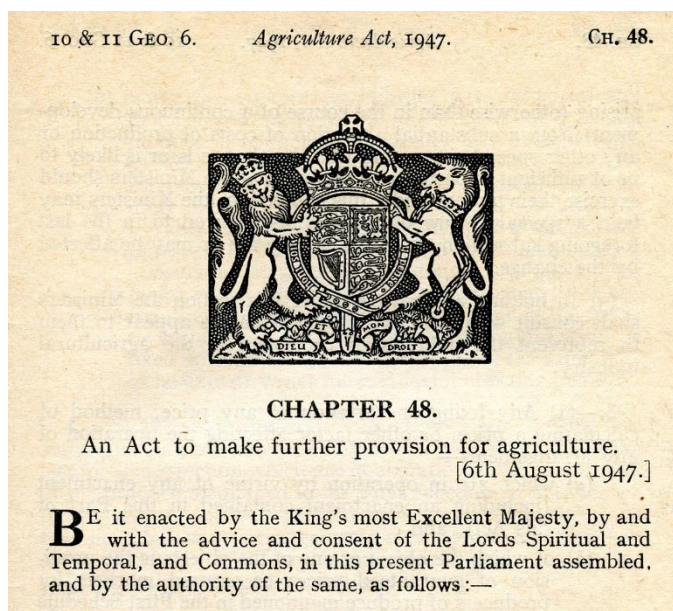 10 & 11 GEO. 6. Agriculture Act, 1947. CH. 48.
DIEU ET MON DROIT
CHAPTER 48.
An Act to make further provision for agriculture.
[6th August 1947.]
BE it enacted by the King's most Excellent Majesty, by and
with the advice and consent of the Lords Spiritual and
Temporal, and Commons, in this present Parliament assembled,
and by the authority of the same, as follows:—